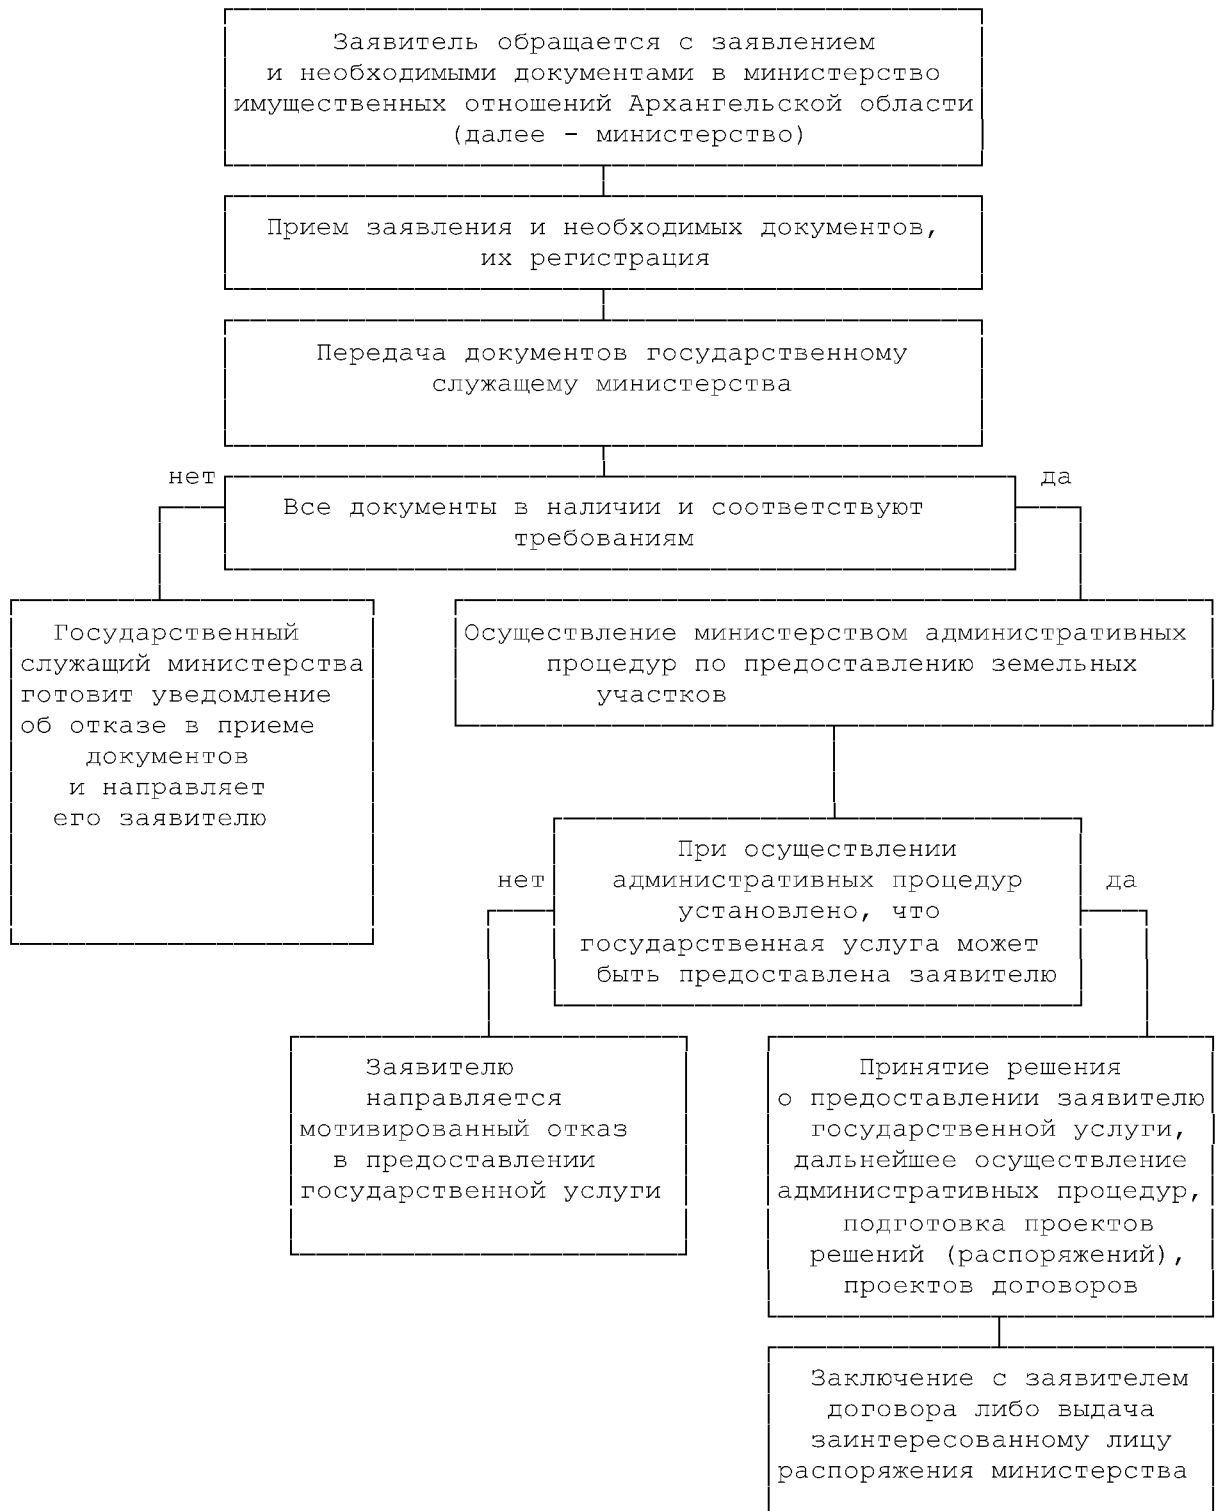 Заявитель обращается с заявлением
и необходимыми документами в министерство
имущественных отношений Архангельской области
(далее - министерство)
Прием заявления и необходимых документов,
их регистрация
Передача документов государственному
служащему министерства
нет
да
Все документы в наличии и соответствуют
требованиям
Государственный
служащий министерства
готовит уведомление
об отказе в приеме
документов
и направляет
его заявителю
Осуществление министерством административных
процедур по предоставлению земельных
участков
При осуществлении
административных процедур
установлено, что
государственная услуга может
быть предоставлена заявителю
нет
да
Заявителю
направляется
мотивированный отказ
в предоставлении
государственной услуги
Принятие решения
о предоставлении заявителю
государственной услуги,
дальнейшее осуществление
административных процедур,
подготовка проектов
решений (распоряжений),
проектов договоров
Заключение с заявителем
договора либо выдача
заинтересованному лицу
распоряжения министерства